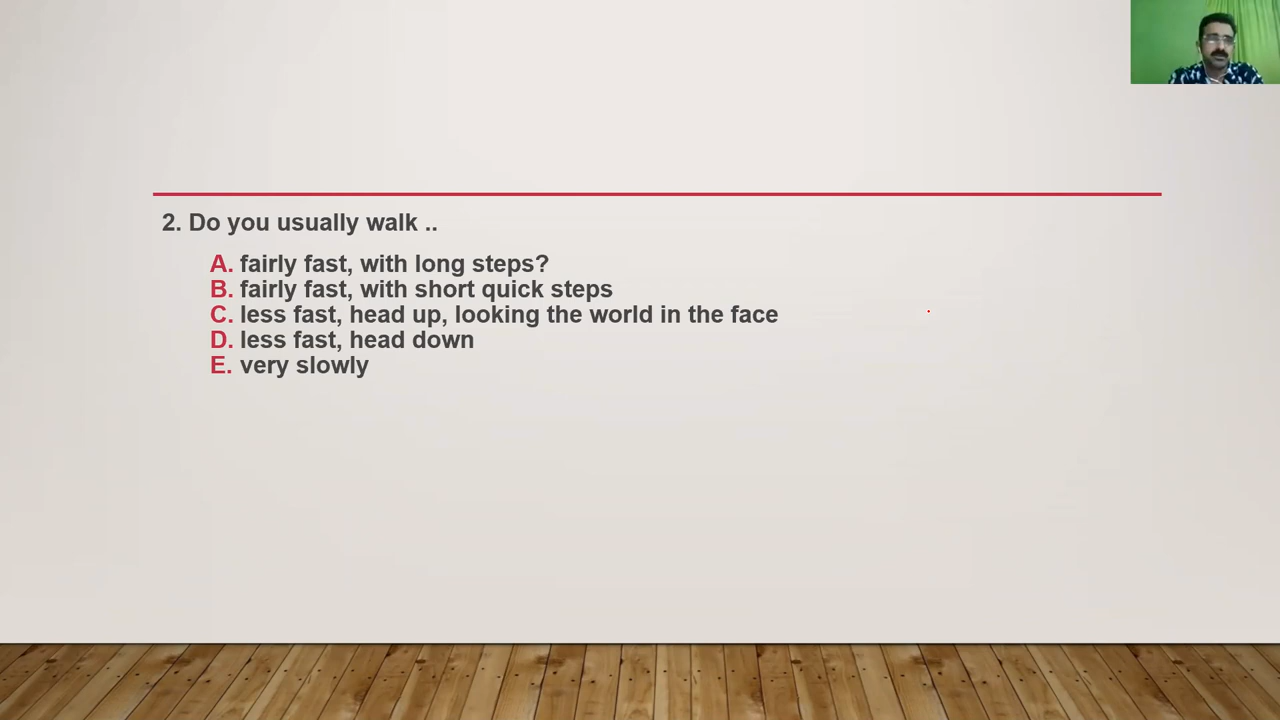 2. Do you usually walk ..
A. fairly fast, with long steps?
B. fairly fast, with short quick steps
C. less fast, head up, looking the world in the face
D. less fast, head down
E. very slowly